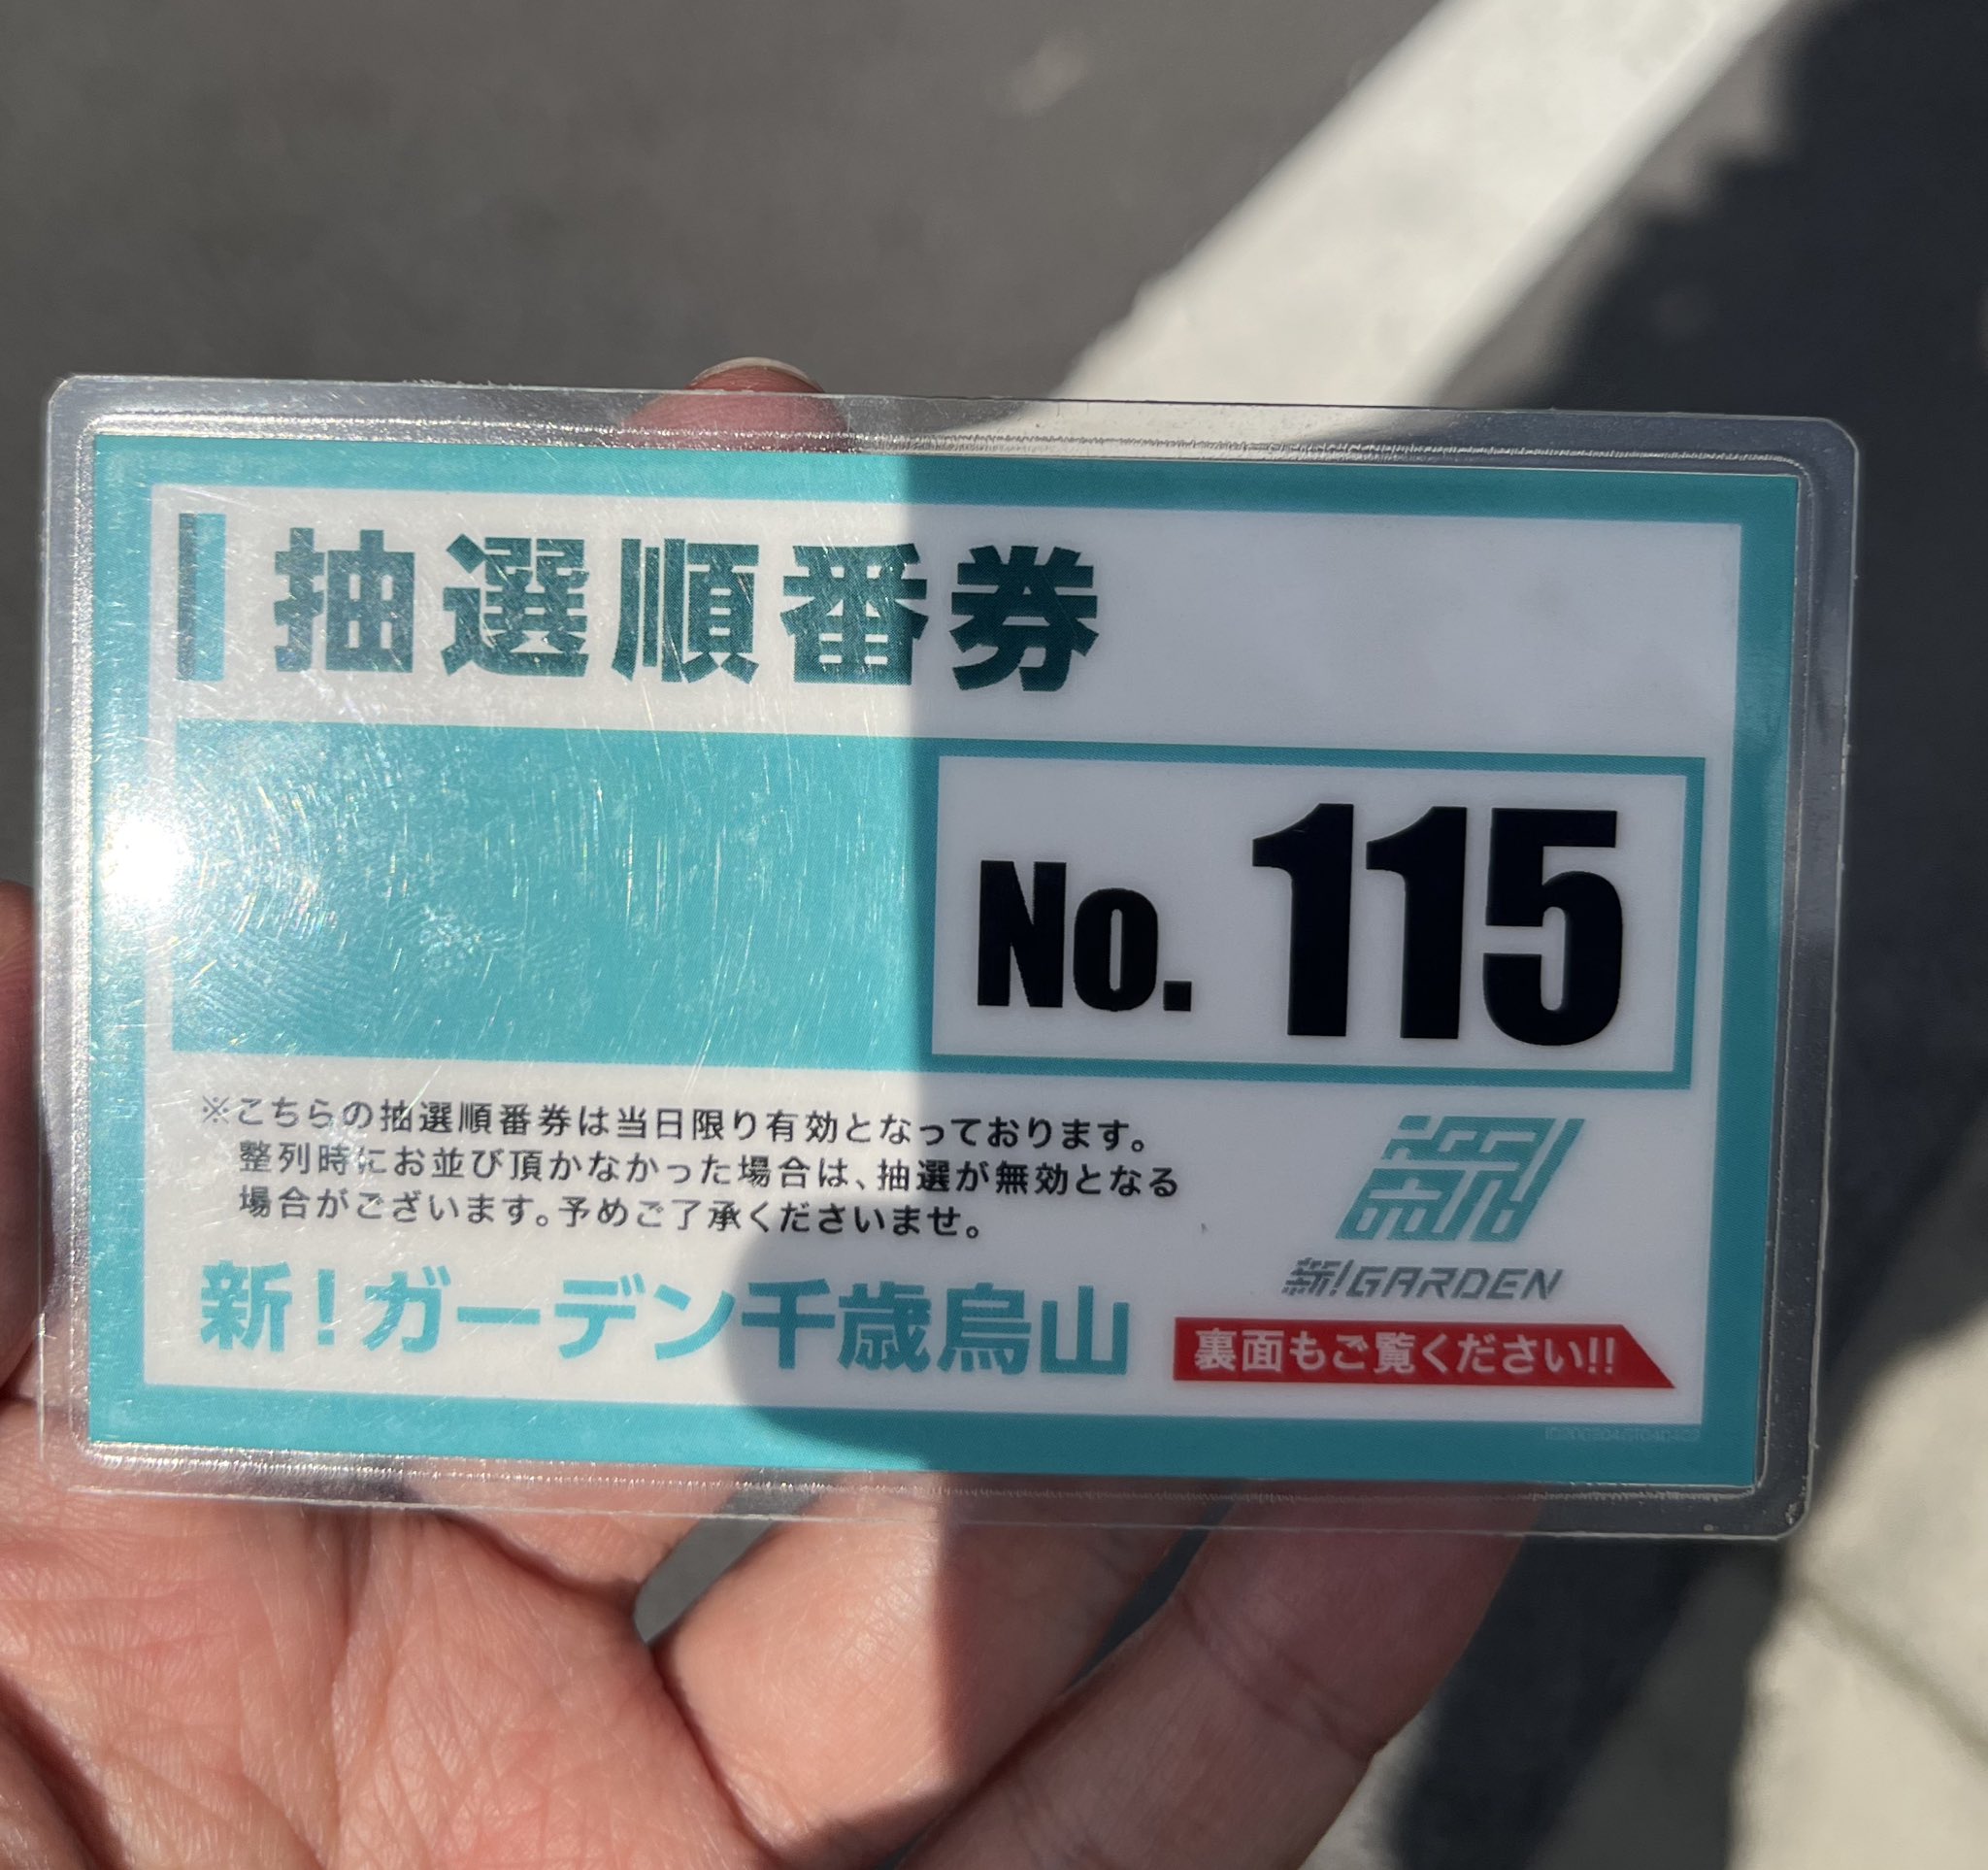 抽選順番券
No. 115
※こちらの抽選順番券は当日限り有効となっております。
整列時にお並び頂かなかった場合は、抽選が無効となる
場合がございます。予めご了承くださいませ。
新!
新!GARDEN
新!ガーデン千歳烏山
裏面もご覧ください!!